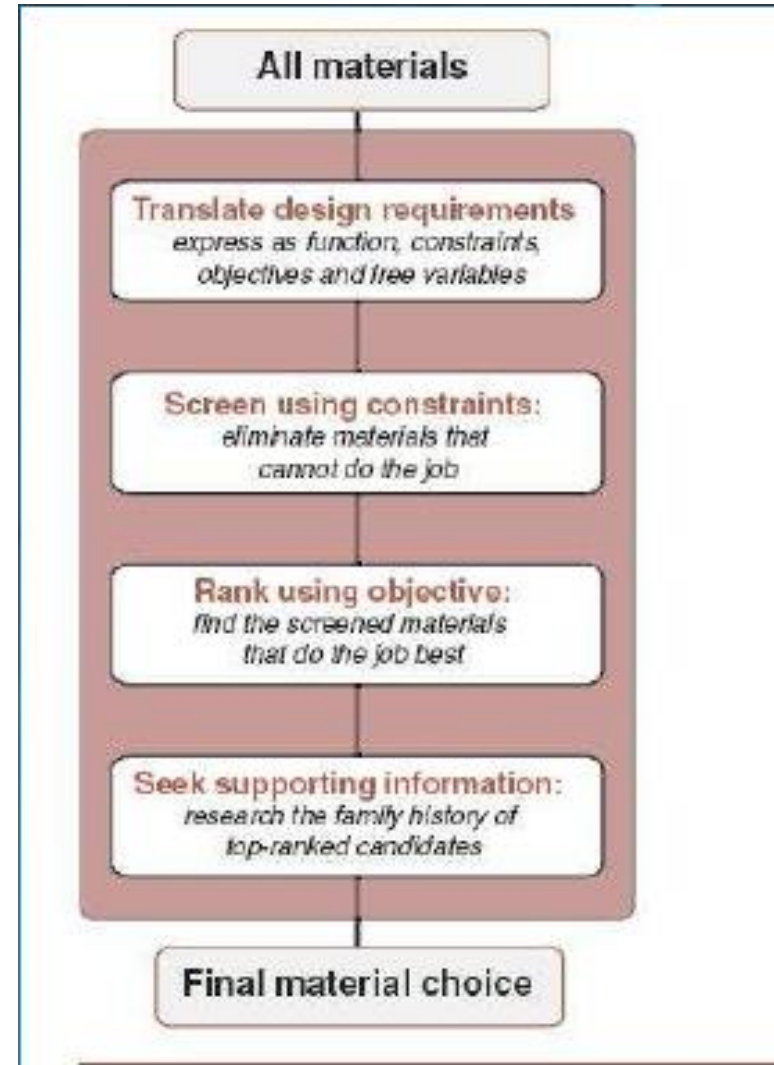 All materials
Translate design requirements
express as function, constraints,
objectives and free variables
Screen using constraints:
eliminate materials that
cannot do the job
Rank using objective:
find the screened materials
that do the job best
Seek supporting information:
research the family history of
top-ranked candidates
Final material choice